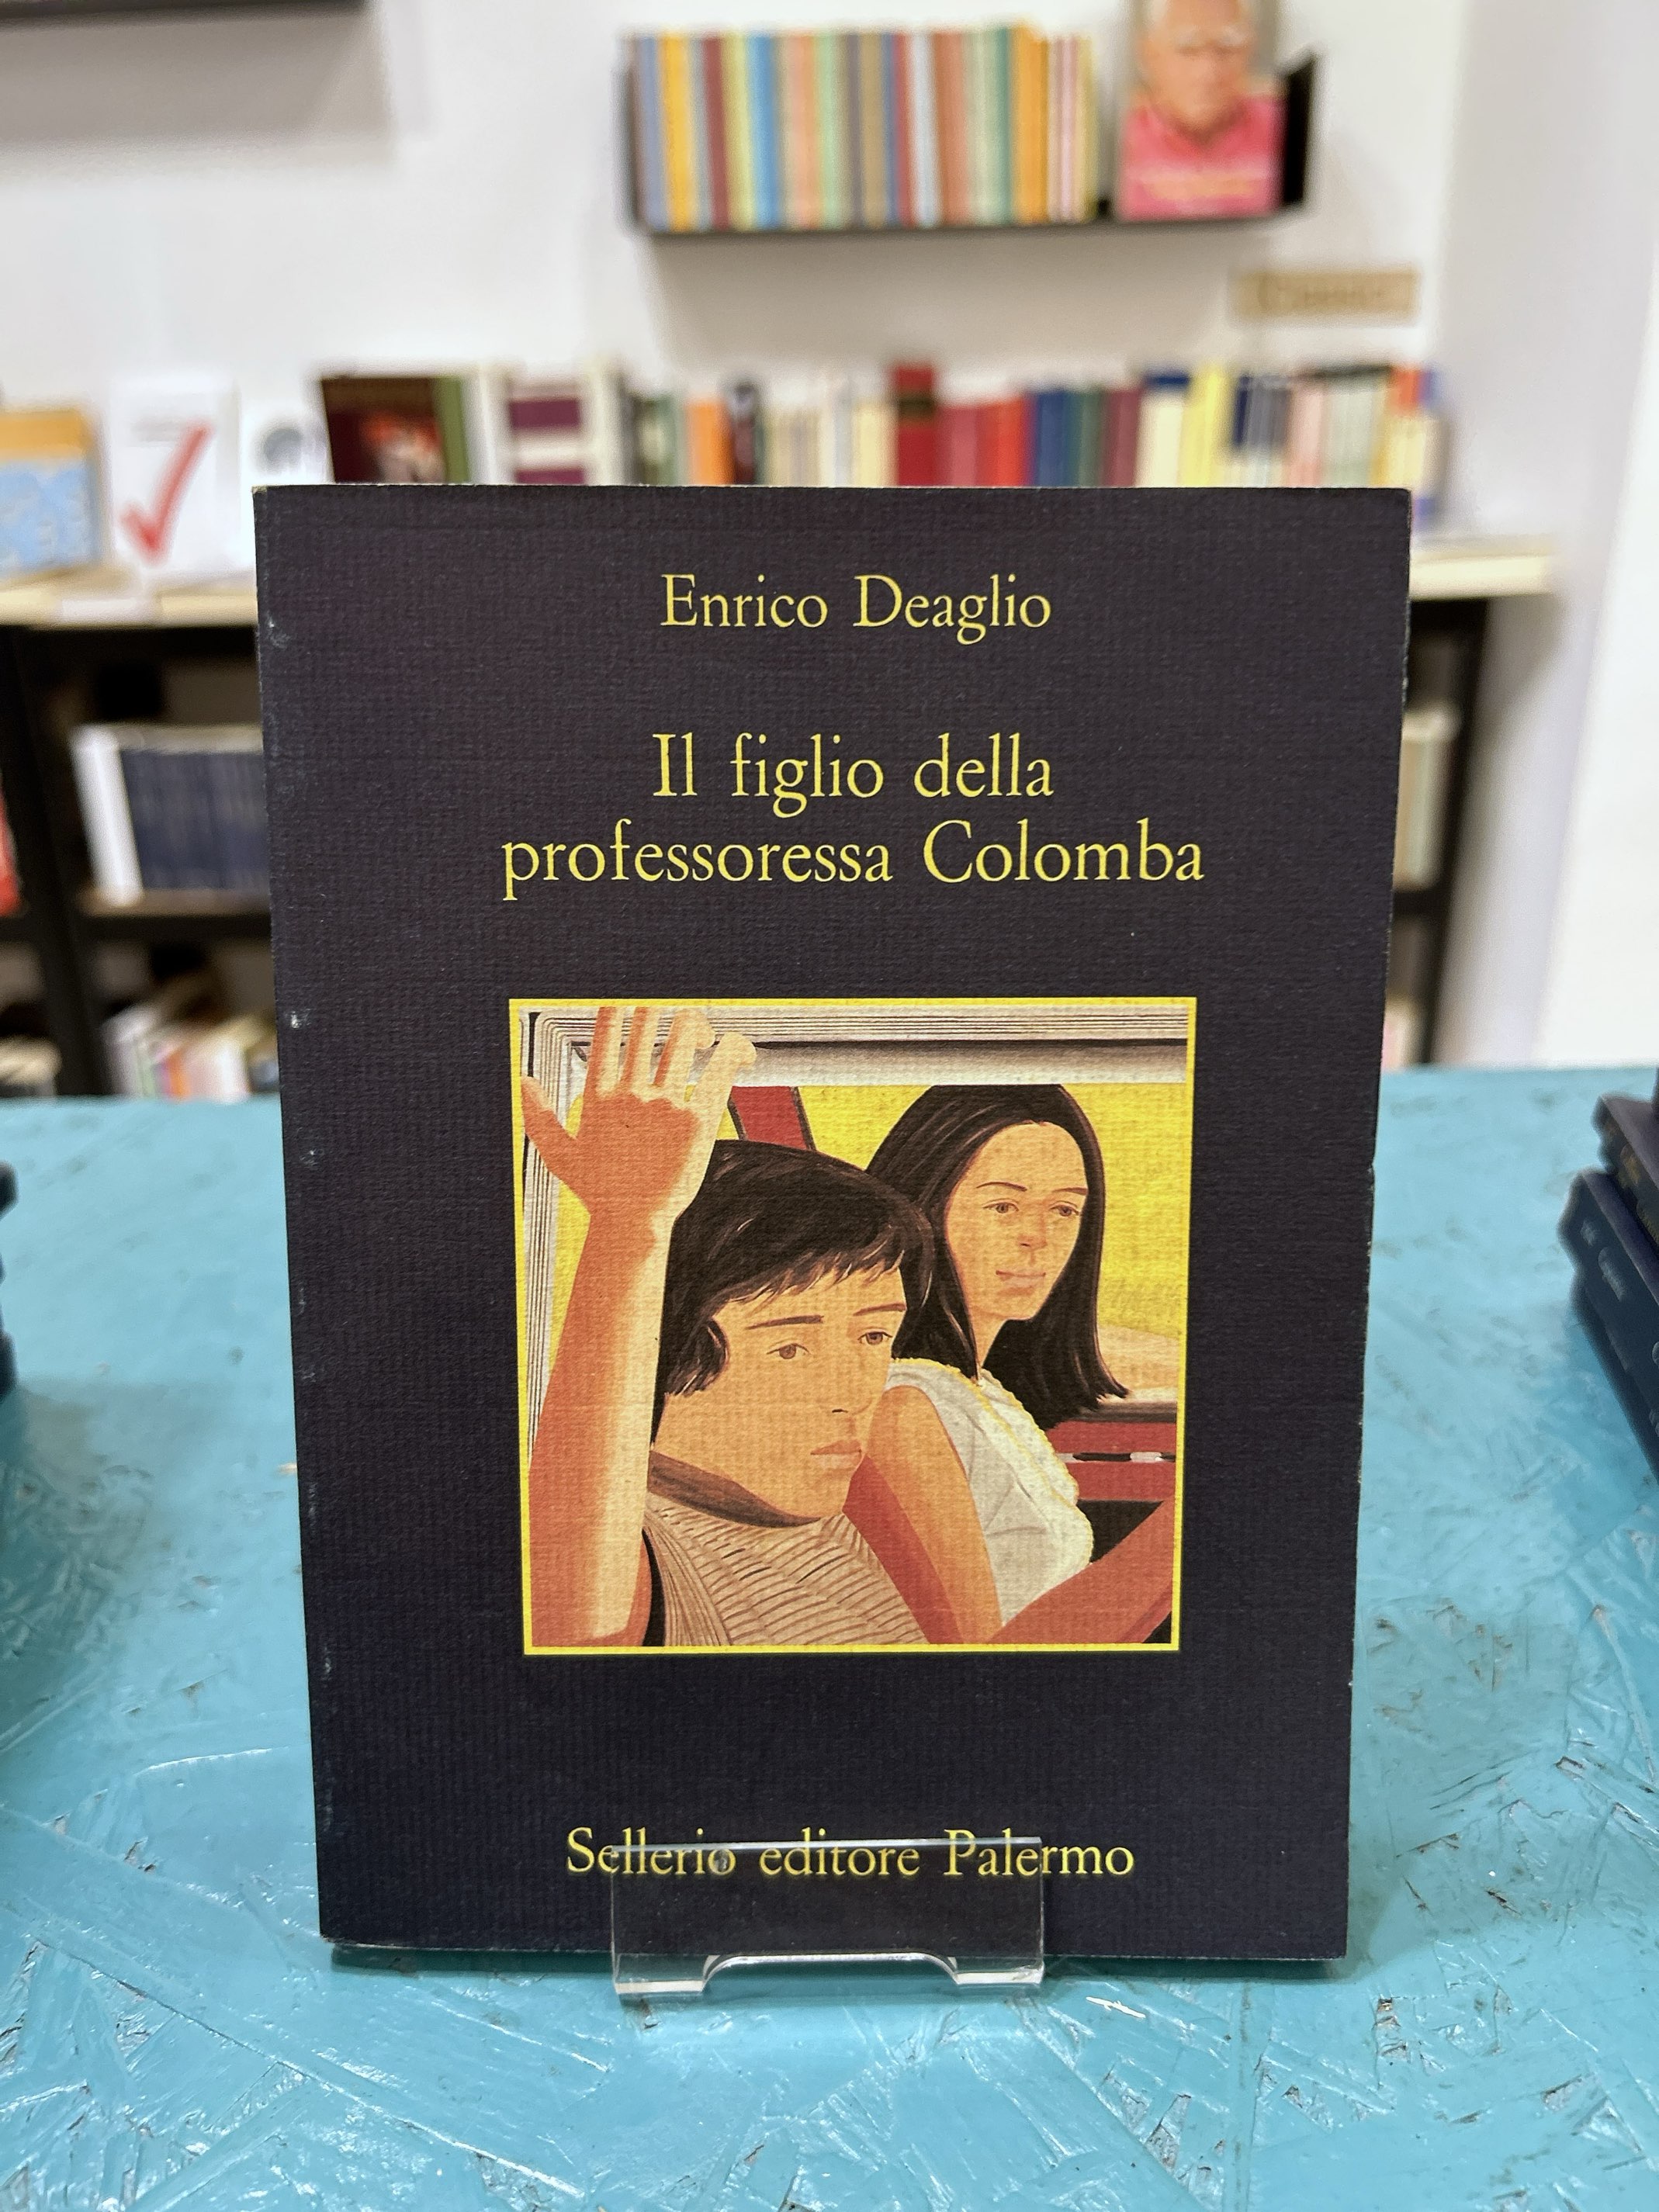 Enrico Deaglio
Il figlio della
professoressa Colomba
Sellerio editore Palermo